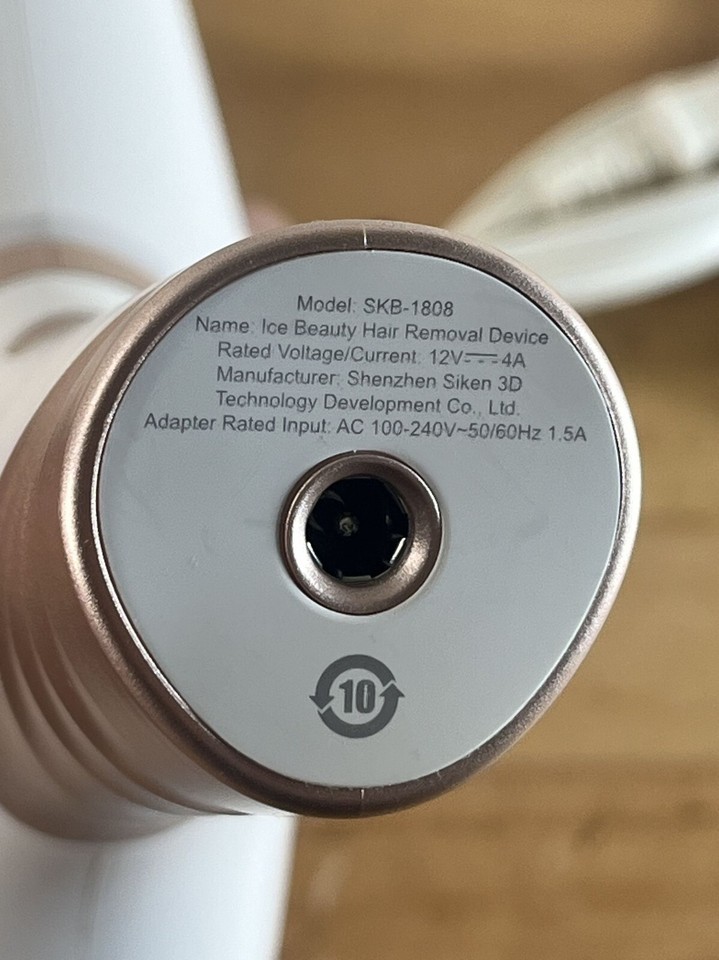 Model: SKB-1808
Name: Ice Beauty Hair Removal Device
Rated Voltage/Current: 12V⎓4A
Manufacturer: Shenzhen Siken 3D
Technology Development Co., Ltd.
Adapter Rated Input: AC 100-240V~50/60Hz 1.5A
10